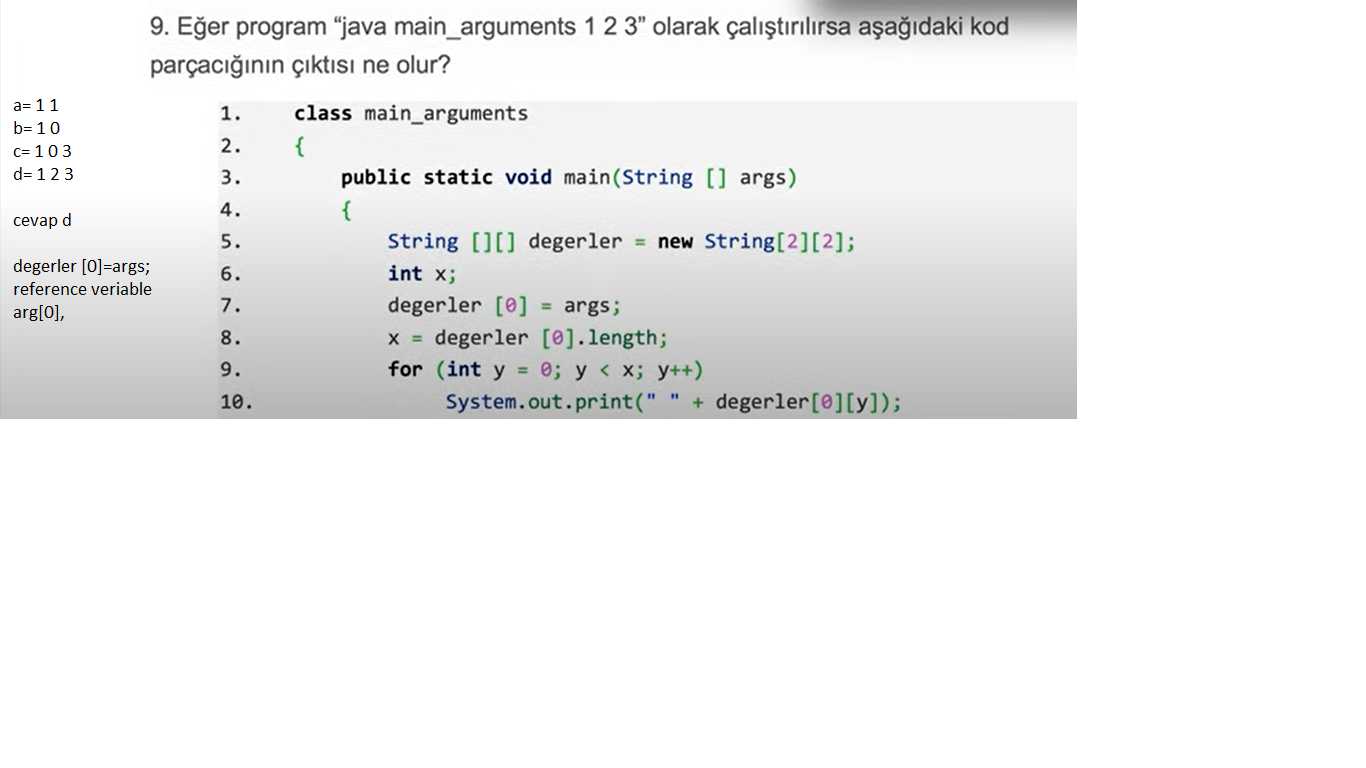 9. Eğer program “java main_arguments 1 2 3” olarak çalıştırılırsa aşağıdaki kod
parçacığının çıktısı ne olur?
a= 1 1
b= 1 0
c= 1 0 3
d= 1 2 3
cevap d
degerler [0]=args;
reference veriable
arg[0],
1. class main_arguments
2. {
3. public static void main(String [] args)
4. {
5. String [][] degerler = new String[2][2];
6. int x;
7. degerler [0] = args;
8. x = degerler [0].length;
9. for (int y = 0; y < x; y++)
10. System.out.print(" " + degerler[0][y]);